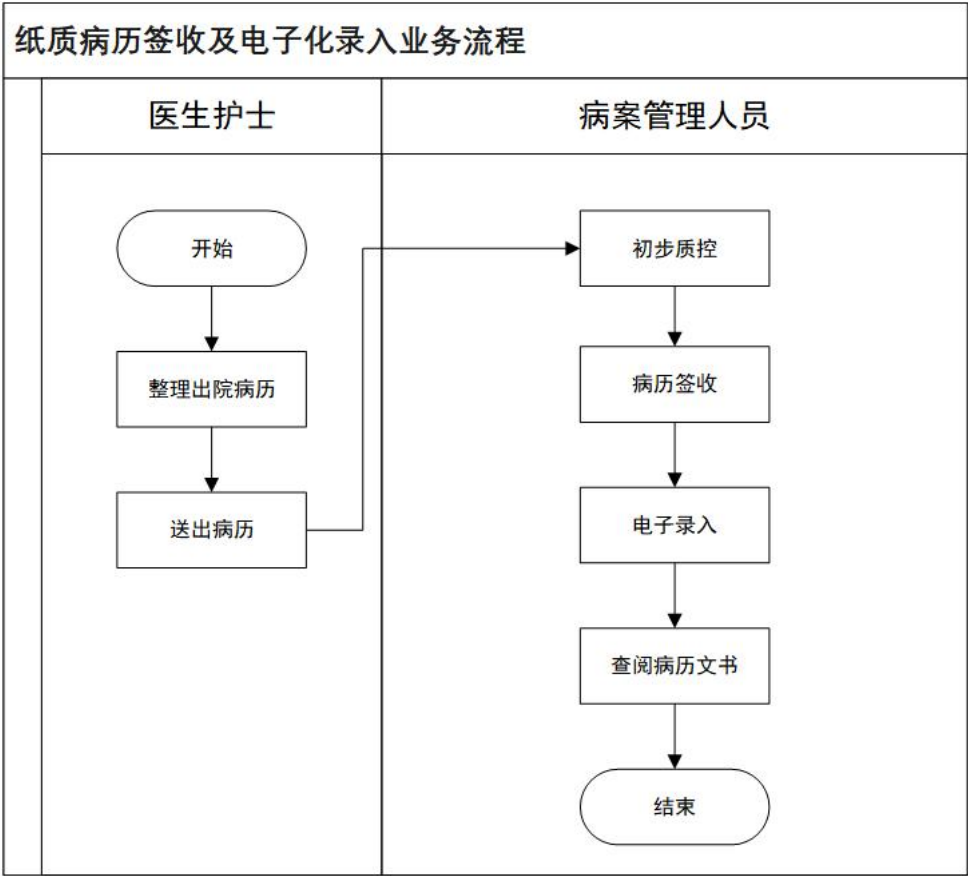 纸质病历签收及电子化录入业务流程
医生护士
病案管理人员
开始
整理出院病历
送出病历
初步质控
病历签收
电子录入
查阅病历文书
结束